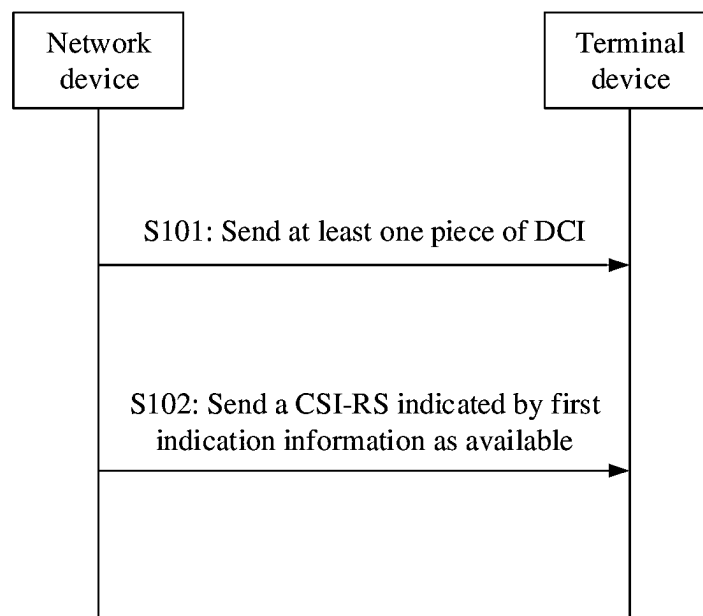 Network
device
Terminal
device
S101: Send at least one piece of DCI
S102: Send a CSI-RS indicated by first
indication information as available